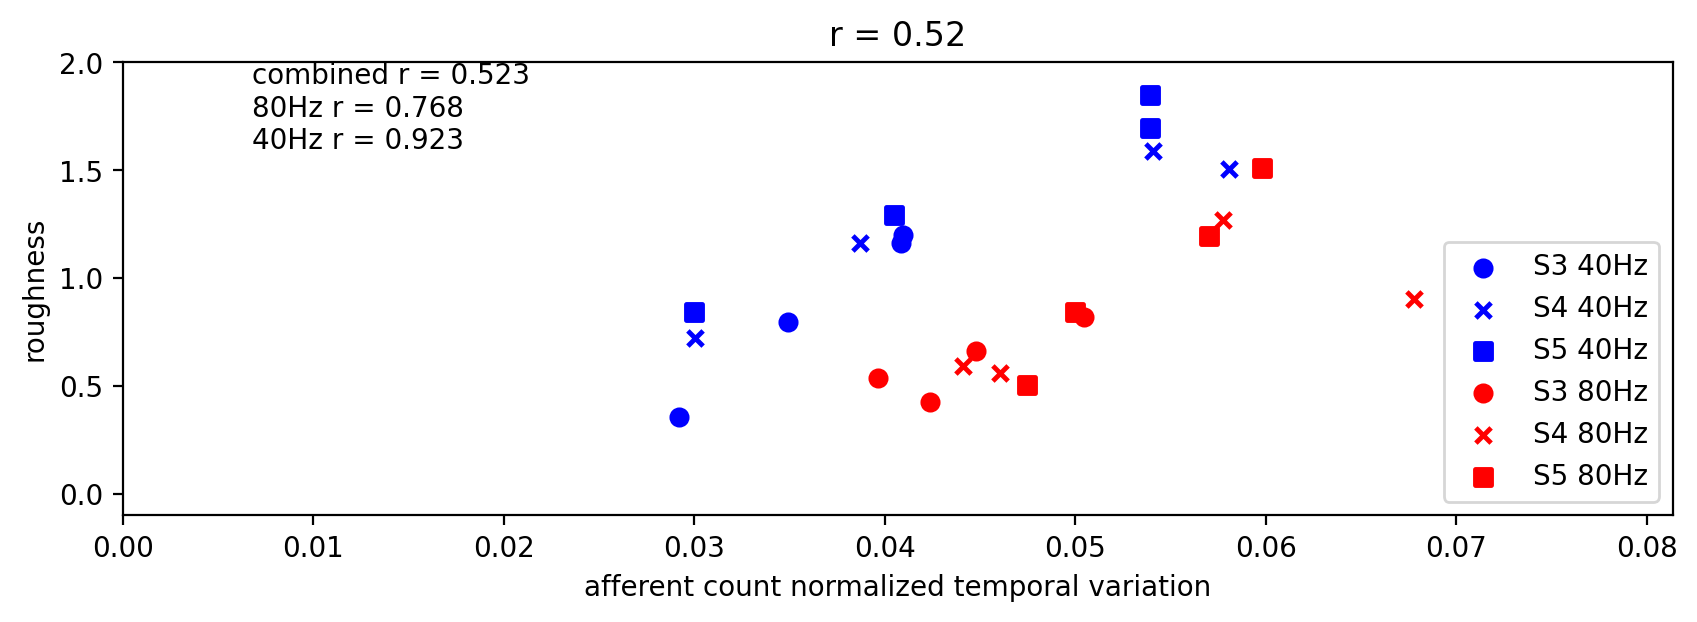 r = 0.52
combined r = 0.523
80Hz r = 0.768
40Hz r = 0.923
2.0
1.5
1.0
0.5
0.0
roughness
S3 40Hz
S4 40Hz
S5 40Hz
S3 80Hz
S4 80Hz
S5 80Hz
0.00 0.01 0.02 0.03 0.04 0.05 0.06 0.07 0.08
afferent count normalized temporal variation